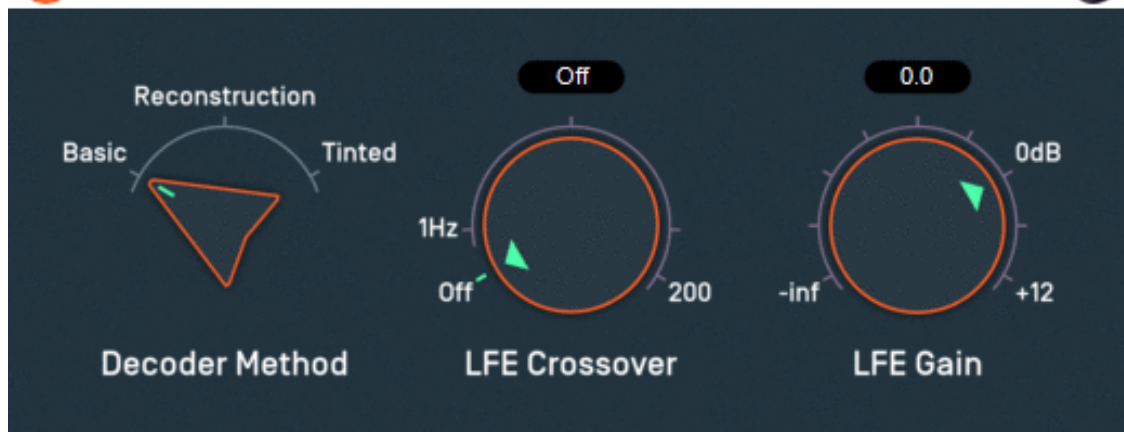 Off
0.0
Reconstruction
Basic
Tinted
0dB
1Hz
Off
200
-inf
+12
Decoder Method
LFE Crossover
LFE Gain